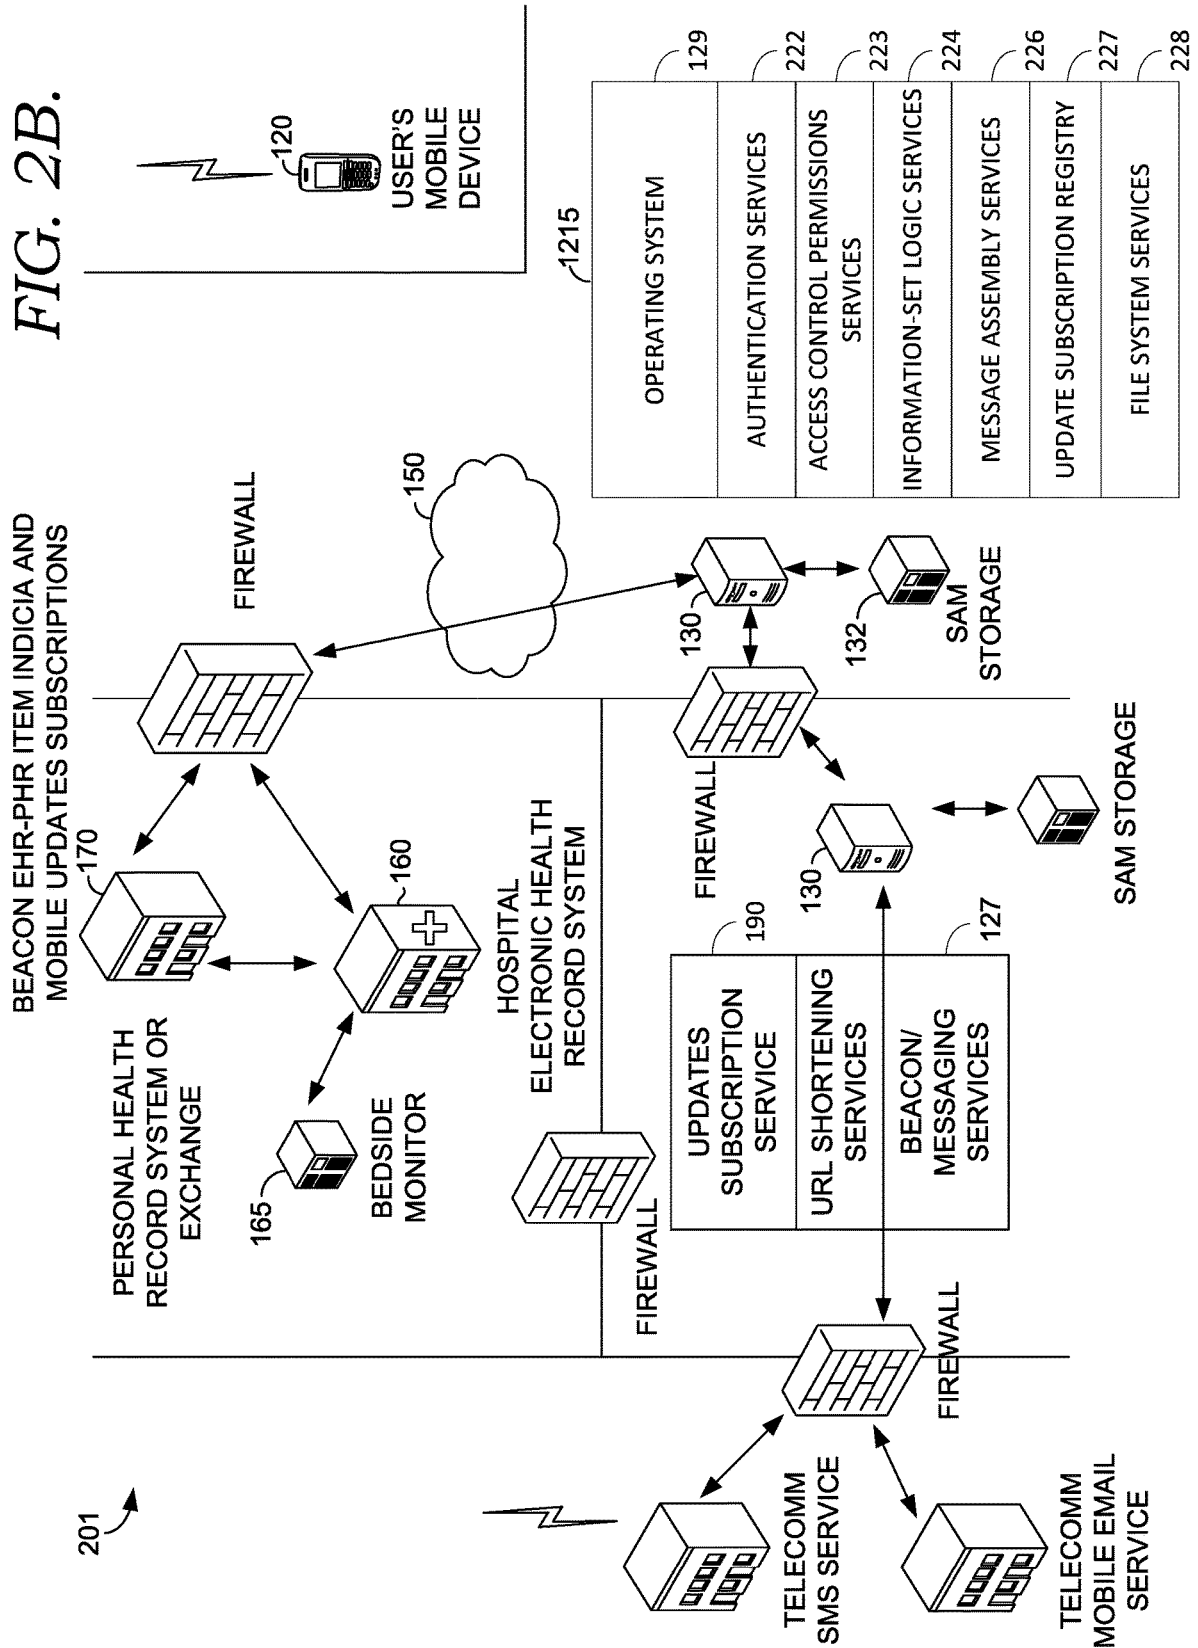 FIG. 2B.
BEACON EHR-PHR ITEM INDICIA AND
MOBILE UPDATES SUBSCRIPTIONS
201
170
PERSONAL HEALTH
RECORD SYSTEM OR
EXCHANGE
FIREWALL
120
USER'S
MOBILE
DEVICE
165
BEDSIDE
MONITOR
160
HOSPITAL
ELECTRONIC HEALTH
RECORD SYSTEM
150
FIREWALL
TELECOMM
SMS SERVICE
TELECOMM
MOBILE EMAIL
SERVICE
FIREWALL
UPDATES
SUBSCRIPTION
SERVICE
190
URL SHORTENING
SERVICES
BEACON/
MESSAGING
SERVICES
127
FIREWALL
130
SAM STORAGE
130
132
SAM
STORAGE
1215
OPERATING SYSTEM
129
AUTHENTICATION SERVICES
222
ACCESS CONTROL PERMISSIONS
SERVICES
223
INFORMATION-SET LOGIC SERVICES
224
MESSAGE ASSEMBLY SERVICES
226
UPDATE SUBSCRIPTION REGISTRY
227
FILE SYSTEM SERVICES
228